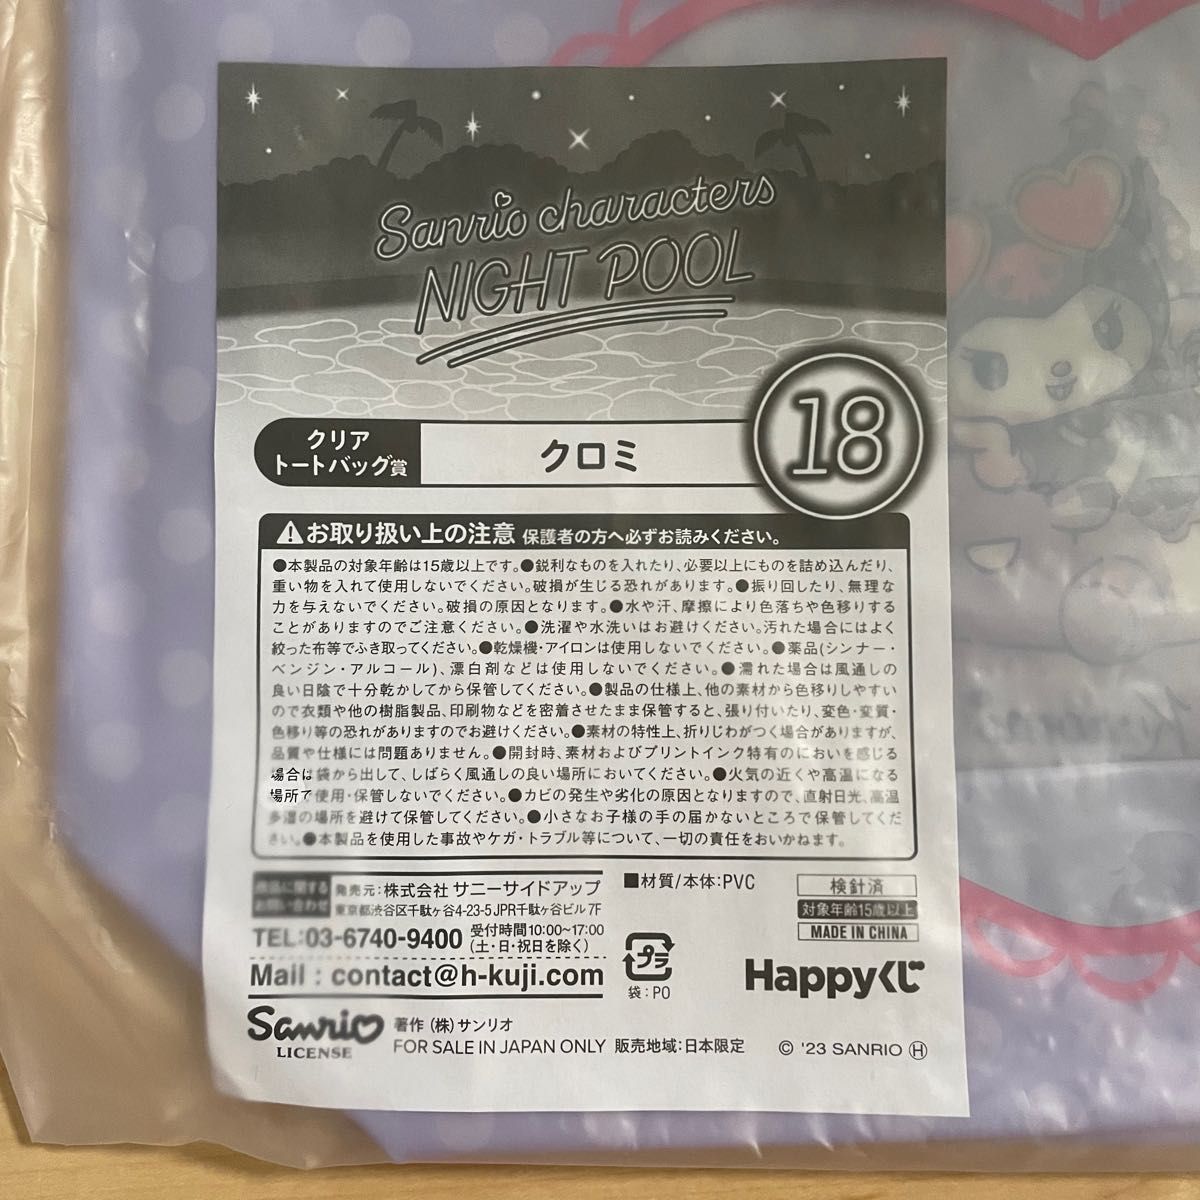 Sanrio characters
NIGHT POOL
18
クリア
トートバッグ賞
クロミ
お取り扱い上の注意 保護者の方へ必ずお読みください。
●本製品の対象年齢は15歳以上です。●鋭利なものを入れたり、必要以上にものを詰め込んだり、
重い物を入れて使用しないでください。破損が生じる恐れがあります。●振り回したり、無理な
力を与えないでください。破損の原因となります。●水や汗、摩擦により色落ちや色移りする
ことがありますのでご注意ください。●洗濯や水洗いはお避けください。汚れた場合にはよく
絞った布等でふき取ってください。●乾燥機・アイロンは使用しないでください。●薬品(シンナー・
ベンジン・アルコール)、漂白剤などは使用しないでください。●濡れた場合は風通しの
良い日陰で十分乾かしてから保管してください。●製品の仕様上、他の素材から色移りしやすい
ので衣類や他の樹脂製品、印刷物などを密着させたまま保管すると、張り付いたり、変色・変質・
色移り等の恐れがありますのでお避けください。●素材の特性上、折りじわがつく場合がありますが、
品質や仕様には問題ありません。●開封時、素材およびプリントインク特有のにおいを感じる
場合は袋から出して、しばらく風通しの良い場所においてください。●火気の近くや高温になる
場所で使用・保管しないでください。●カビの発生や劣化の原因となりますので、直射日光、高温
多湿の場所を避けて保管してください。●小さなお子様の手の届かないところで保管してくだ
さい。●本製品を使用した事故やケガ・トラブル等について、一切の責任をおいかねます。
商品に関する
お問い合わせ
発売元：株式会社 サニーサイドアップ
東京都渋谷区千駄ヶ谷4-23-5 JPR千駄ヶ谷ビル 7F
TEL:03-6740-9400 受付時間10:00~17:00
(土・日・祝日を除く)
Mail : contact@h-kuji.com
■材質/本体:PVC
プラ
袋：PO
検針済
対象年齢15歳以上
MADE IN CHINA
Happyくじ
Sanrio
LICENSE
著作 (株) サンリオ
FOR SALE IN JAPAN ONLY 販売地域：日本限定
© '23 SANRIO Ⓗ